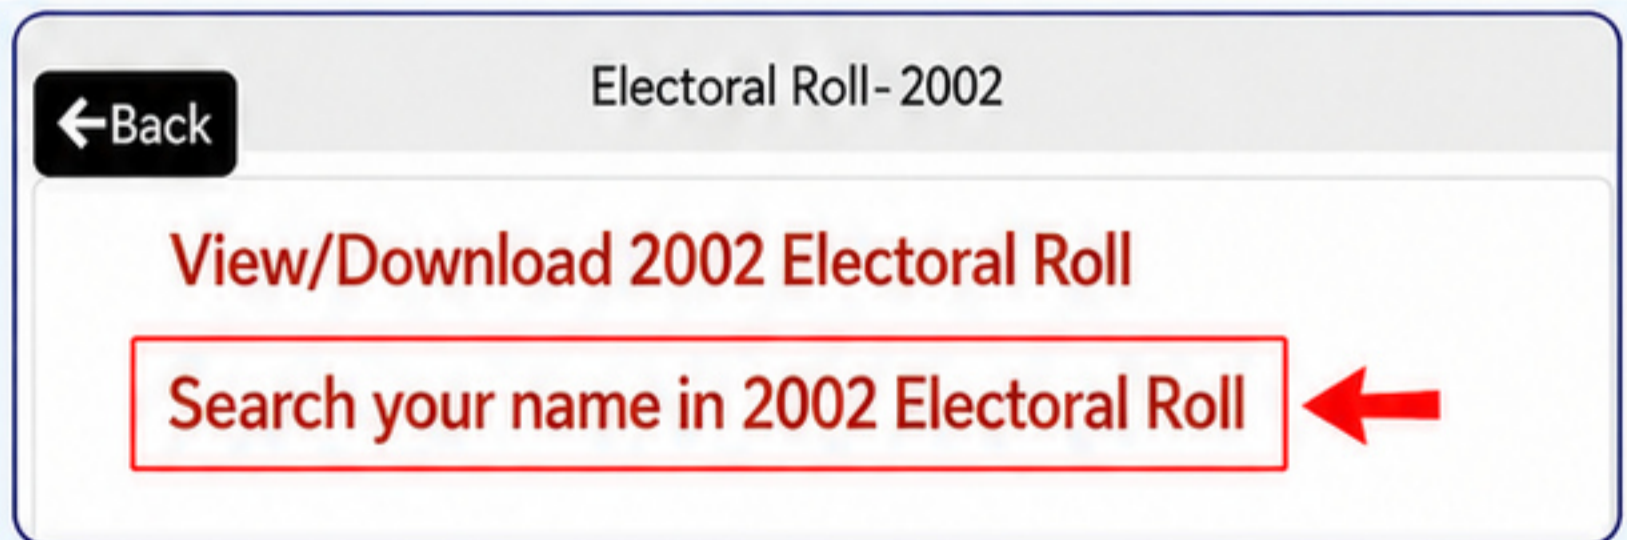 Electoral Roll-2002
←Back
View/Download 2002 Electoral Roll
Search your name in 2002 Electoral Roll